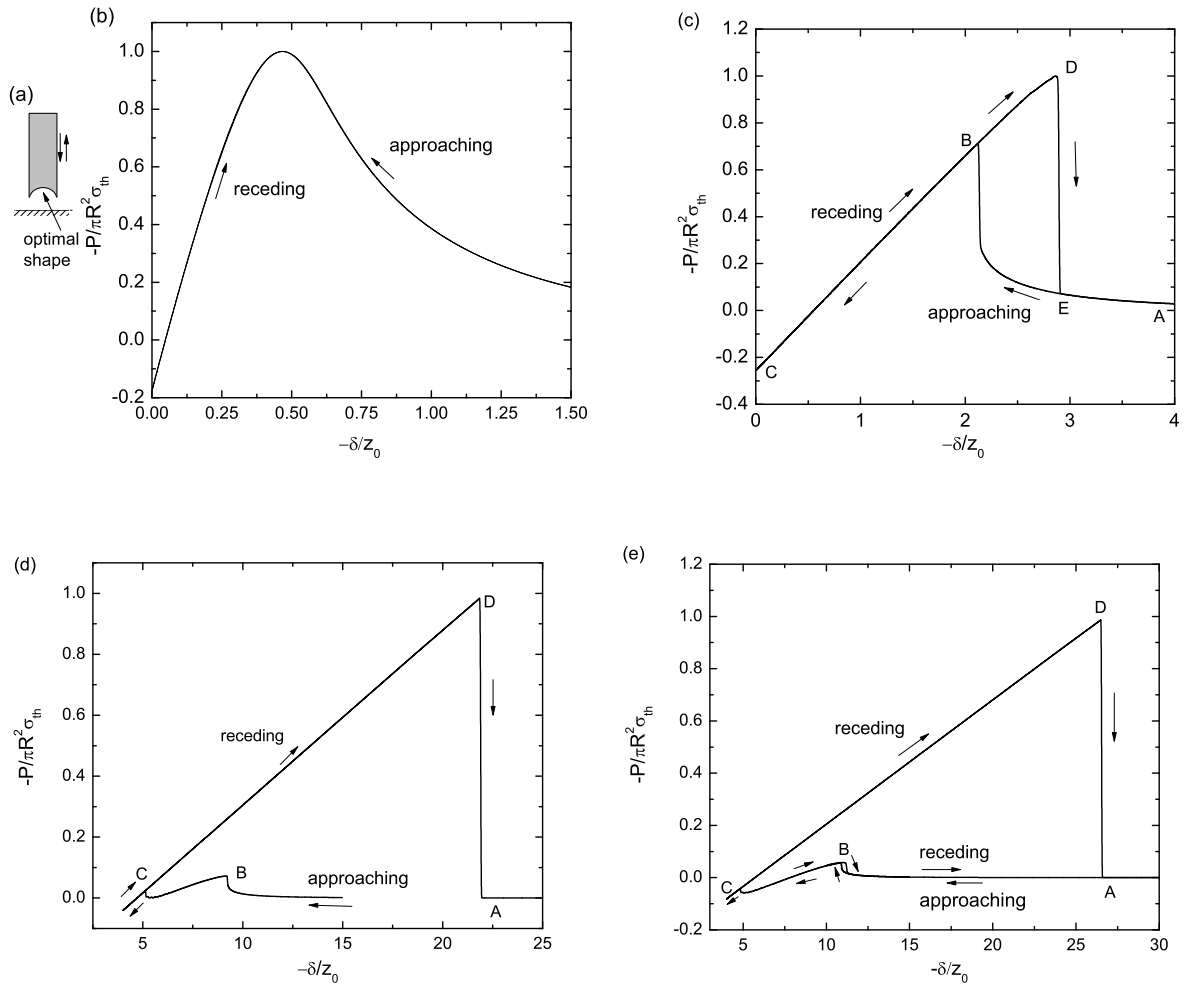 (a)
optimal
shape
(b)
-P/πR²σth
1.0
0.8
0.6
0.4
0.2
0.0
-0.2
approaching
receding
0.00 0.25 0.50 0.75 1.00 1.25 1.50
−δ/z0
(c)
-P/πR²σth
1.2
1.0
0.8
0.6
0.4
0.2
0.0
-0.2
-0.4
D
B
receding
approaching
E
A
C
0 1 2 3 4
−δ/z0
(d)
-P/πR²σth
1.0
0.8
0.6
0.4
0.2
0.0
D
receding
C
B
approaching
A
5 10 15 20 25
−δ/z0
(e)
-P/πR²σth
1.2
1.0
0.8
0.6
0.4
0.2
0.0
-0.2
D
receding
B
receding
C
approaching
A
5 10 15 20 25 30
-δ/z0